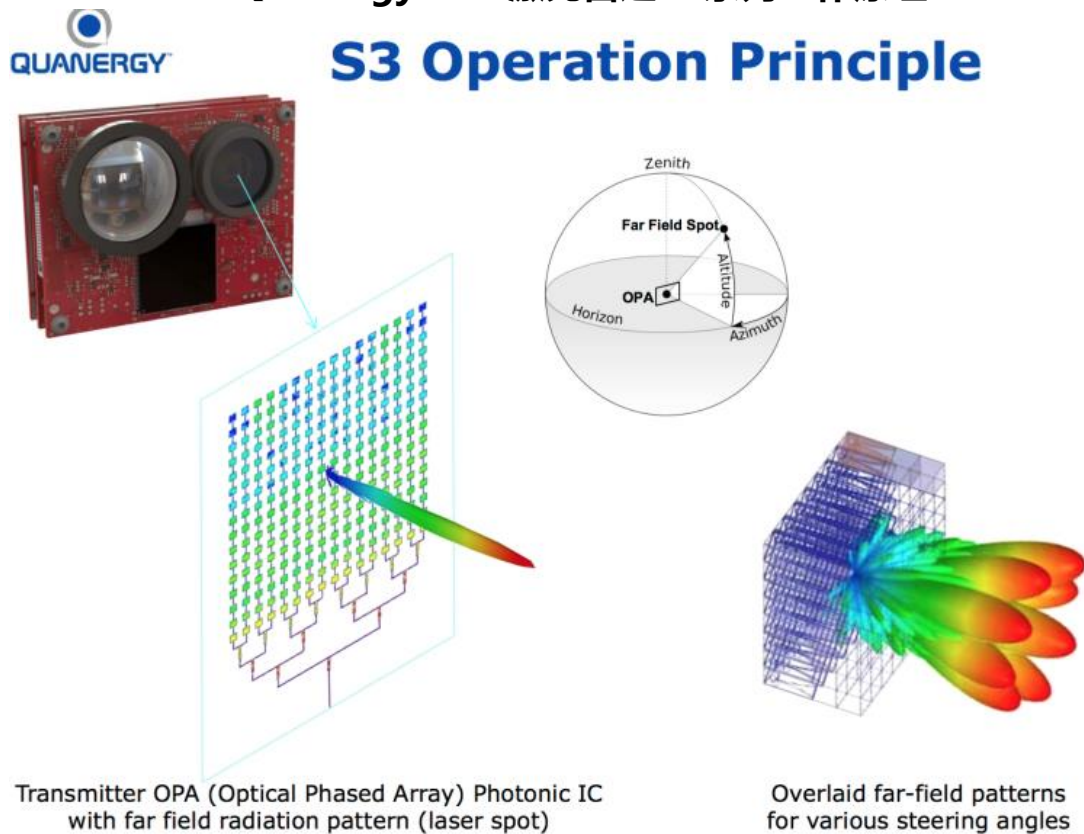 QUANERGY™
S3 Operation Principle
Zenith
Far Field Spot
Altitude
OPA
Horizon
Azimuth
Transmitter OPA (Optical Phased Array) Photonic IC
with far field radiation pattern (laser spot)
Overlaid far-field patterns
for various steering angles